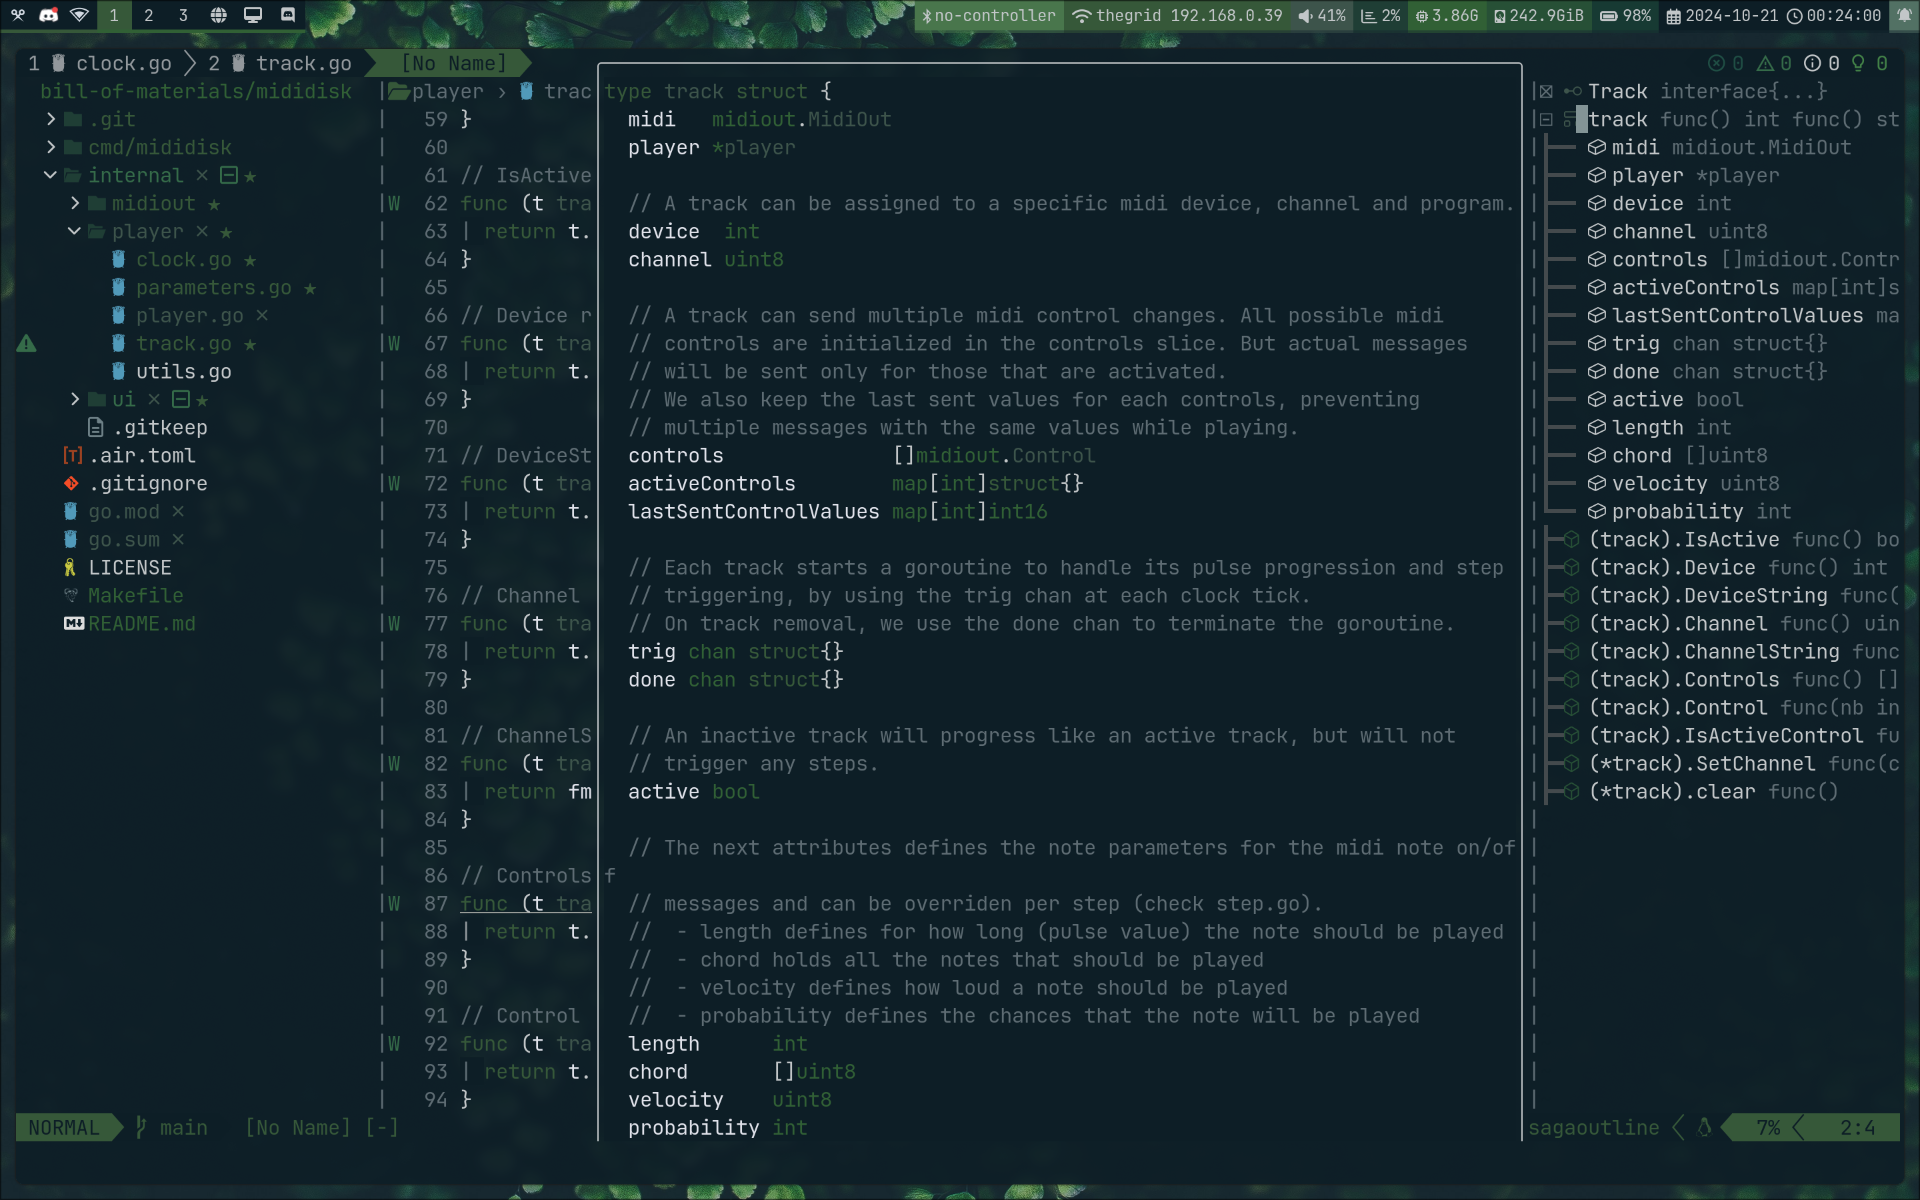 1 2 3 no-controller thegrid 192.168.0.39 41% 2% 3.86G 242.9GiB 98% 2024-10-21 00:24:00
1 clock.go 2 track.go [No Name] 0 0 0 0
bill-of-materials/mididisk
.git
cmd/mididisk
internal
midiout
player
clock.go
parameters.go
player.go
track.go
utils.go
ui
.gitkeep
[T] .air.toml
.gitignore
go.mod
go.sum
LICENSE
Makefile
README.md
player › trac
59 }
60
61 // IsActive
W 62 func (t tra
63 | return t.
64 }
65
66 // Device r
W 67 func (t tra
68 | return t.
69 }
70
71 // DeviceSt
W 72 func (t tra
73 | return t.
74 }
75
76 // Channel
W 77 func (t tra
78 | return t.
79 }
80
81 // ChannelS
W 82 func (t tra
83 | return fm
84 }
85
86 // Controls
W 87 func (t tra
88 | return t.
89 }
90
91 // Control
W 92 func (t tra
93 | return t.
94 }
type track struct {
midi midiout.MidiOut
player *player
// A track can be assigned to a specific midi device, channel and program.
device int
channel uint8
// A track can send multiple midi control changes. All possible midi
// controls are initialized in the controls slice. But actual messages
// will be sent only for those that are activated.
// We also keep the last sent values for each controls, preventing
// multiple messages with the same values while playing.
controls []midiout.Control
activeControls map[int]struct{}
lastSentControlValues map[int]int16
// Each track starts a goroutine to handle its pulse progression and step
// triggering, by using the trig chan at each clock tick.
// On track removal, we use the done chan to terminate the goroutine.
trig chan struct{}
done chan struct{}
// An inactive track will progress like an active track, but will not
// trigger any steps.
active bool
// The next attributes defines the note parameters for the midi note on/of
f
// messages and can be overriden per step (check step.go).
// - length defines for how long (pulse value) the note should be played
// - chord holds all the notes that should be played
// - velocity defines how loud a note should be played
// - probability defines the chances that the note will be played
length int
chord []uint8
velocity uint8
probability int
Track interface{...}
track func() int func() st
midi midiout.MidiOut
player *player
device int
channel uint8
controls []midiout.Contr
activeControls map[int]s
lastSentControlValues ma
trig chan struct{}
done chan struct{}
active bool
length int
chord []uint8
velocity uint8
probability int
(track).IsActive func() bo
(track).Device func() int
(track).DeviceString func(
(track).Channel func() uin
(track).ChannelString func
(track).Controls func() []
(track).Control func(nb in
(track).IsActiveControl fu
(*track).SetChannel func(c
(*track).clear func()
NORMAL main [No Name] [-] sagaoutline 7% 2:4